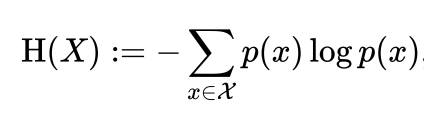 H(X) := − ∑_{x∈𝒳} p(x) log p(x).